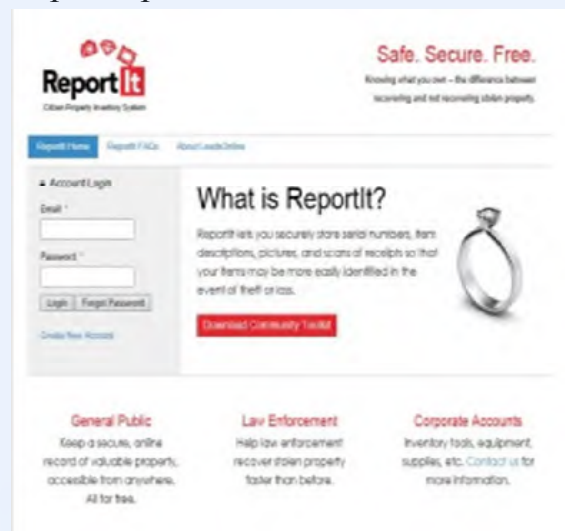 ReportIt
Citizen Property Inventory System
Safe. Secure. Free.
Knowing what you own – the difference between
recovering and not recovering stolen property.
ReportIt Home ReportIt FAQs About LeadsOnline
Account Login
Email *
Password *
Login Forgot Password
Create New Account
What is ReportIt?
ReportIt lets you securely store serial numbers, item
descriptions, pictures, and scans of receipts so that
your items may be more easily identified in the
event of theft or loss.
Download Community Toolkit
General Public
Keep a secure, online
record of valuable property,
accessible from anywhere.
All for free.
Law Enforcement
Help law enforcement
recover stolen property
faster than before.
Corporate Accounts
Inventory tools, equipment,
supplies, etc. Contact us for
more information.